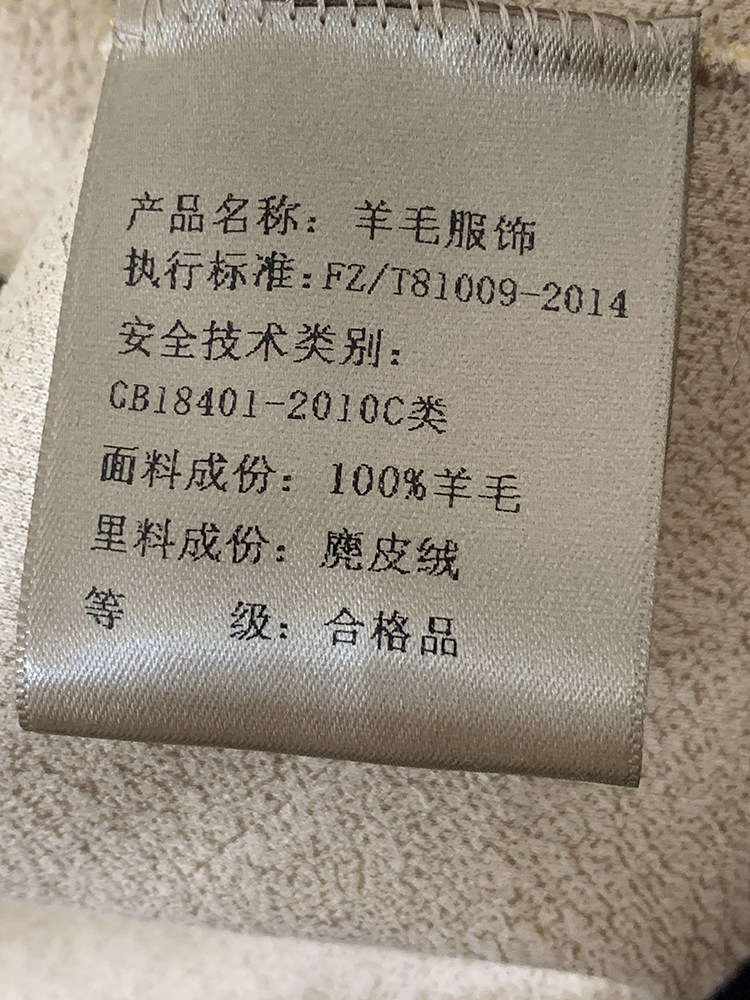 产品名称：羊毛服饰
执行标准：FZ/T81009-2014
安全技术类别：
GB18401-2010C类
面料成份：100%羊毛
里料成份：麂皮绒
等　　级：合格品